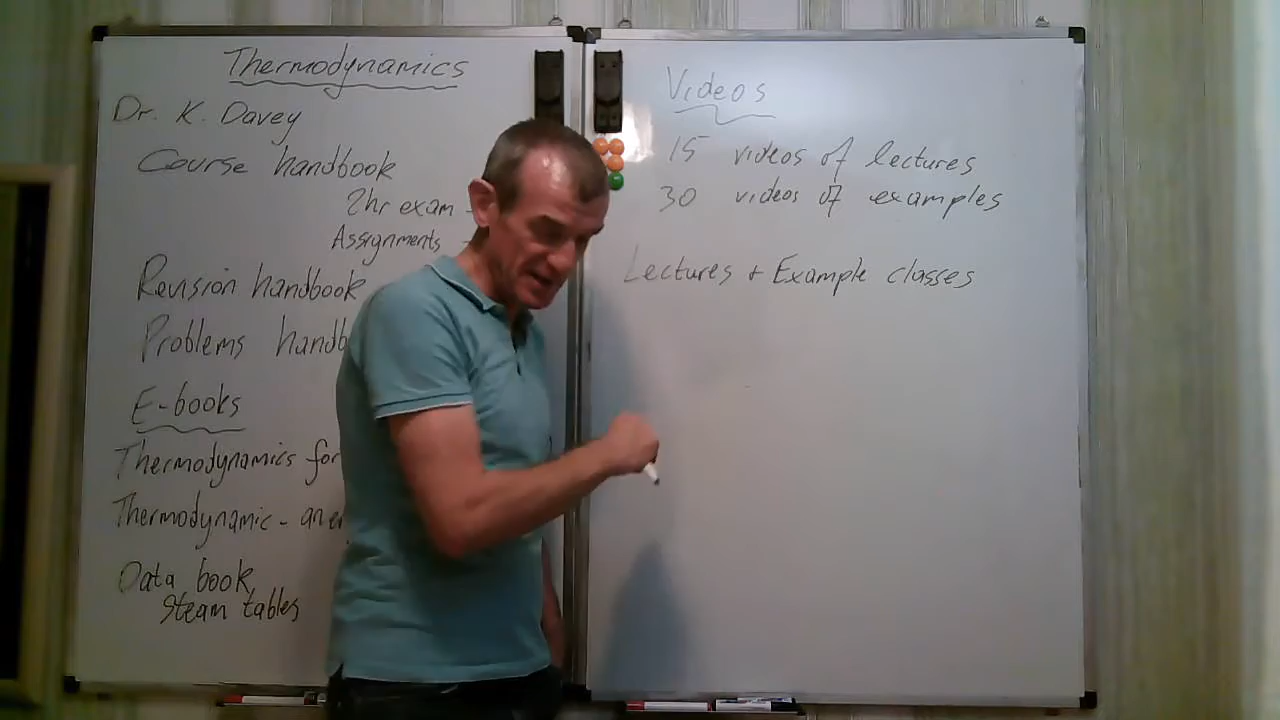 Thermodynamics
Dr. K. Davey
Course handbook
2hr exam -
Assignments -
Revision handbook
Problems handb
E-books
Thermodynamics for
Thermodynamic - an
Data book
Steam tables
Videos
15 videos of lectures
30 videos of examples
Lectures + Example classes